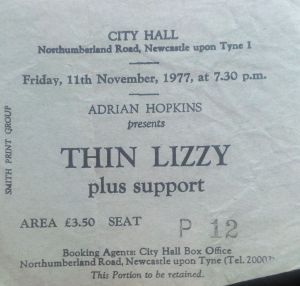 CITY HALL
Northumberland Road, Newcastle upon Tyne 1
Friday, 11th November, 1977, at 7.30 p.m.
ADRIAN HOPKINS
presents
THIN LIZZY
plus support
AREA £3.50 SEAT P 12
Booking Agents: City Hall Box Office
Northumberland Road, Newcastle upon Tyne (Tel. 20007)
This Portion to be retained.
SMITH PRINT GROUP